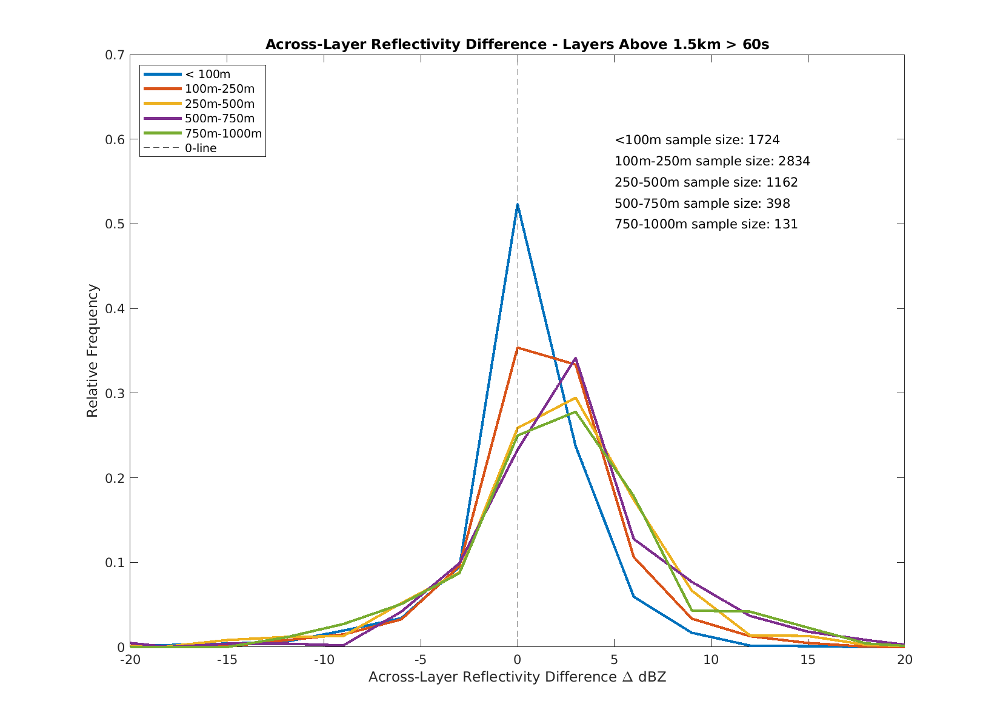 Across-Layer Reflectivity Difference - Layers Above 1.5km > 60s
0.7
0.6
0.5
0.4
0.3
0.2
0.1
0
Relative Frequency
< 100m
100m-250m
250m-500m
500m-750m
750m-1000m
0-line
<100m sample size: 1724
100m-250m sample size: 2834
250-500m sample size: 1162
500-750m sample size: 398
750-1000m sample size: 131
-20 -15 -10 -5 0 5 10 15 20
Across-Layer Reflectivity Difference Δ dBZ